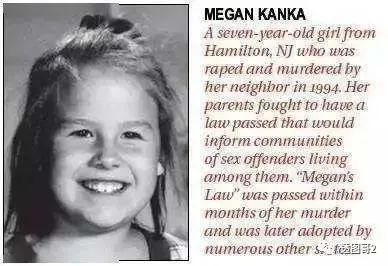 MEGAN KANKA
A seven-year-old girl from
Hamilton, NJ who was
raped and murdered by
her neighbor in 1994. Her
parents fought to have a
law passed that would
inform communities
of sex offenders living
among them. “Megan's
Law” was passed within
months of her murder
and was later adopted by
numerous other